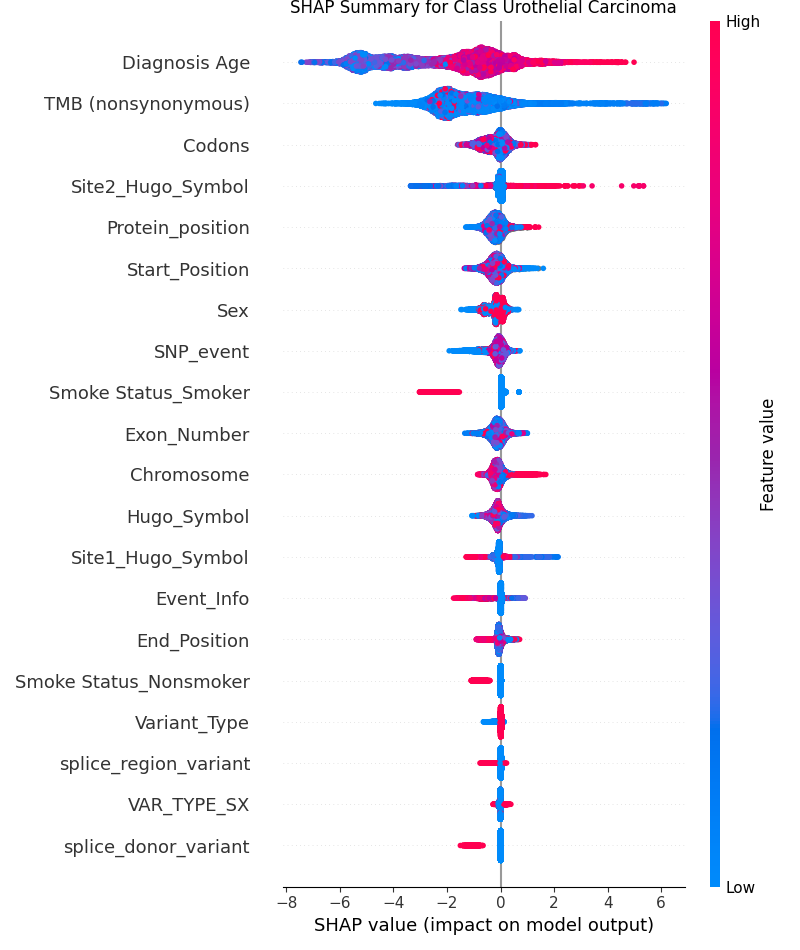 SHAP Summary for Class Urothelial Carcinoma
High
Diagnosis Age
TMB (nonsynonymous)
Codons
Site2_Hugo_Symbol
Protein_position
Start_Position
Sex
SNP_event
Smoke Status_Smoker
Exon_Number
Chromosome
Hugo_Symbol
Site1_Hugo_Symbol
Event_Info
End_Position
Smoke Status_Nonsmoker
Variant_Type
splice_region_variant
VAR_TYPE_SX
splice_donor_variant
Feature value
Low
−8 −6 −4 −2 0 2 4 6
SHAP value (impact on model output)